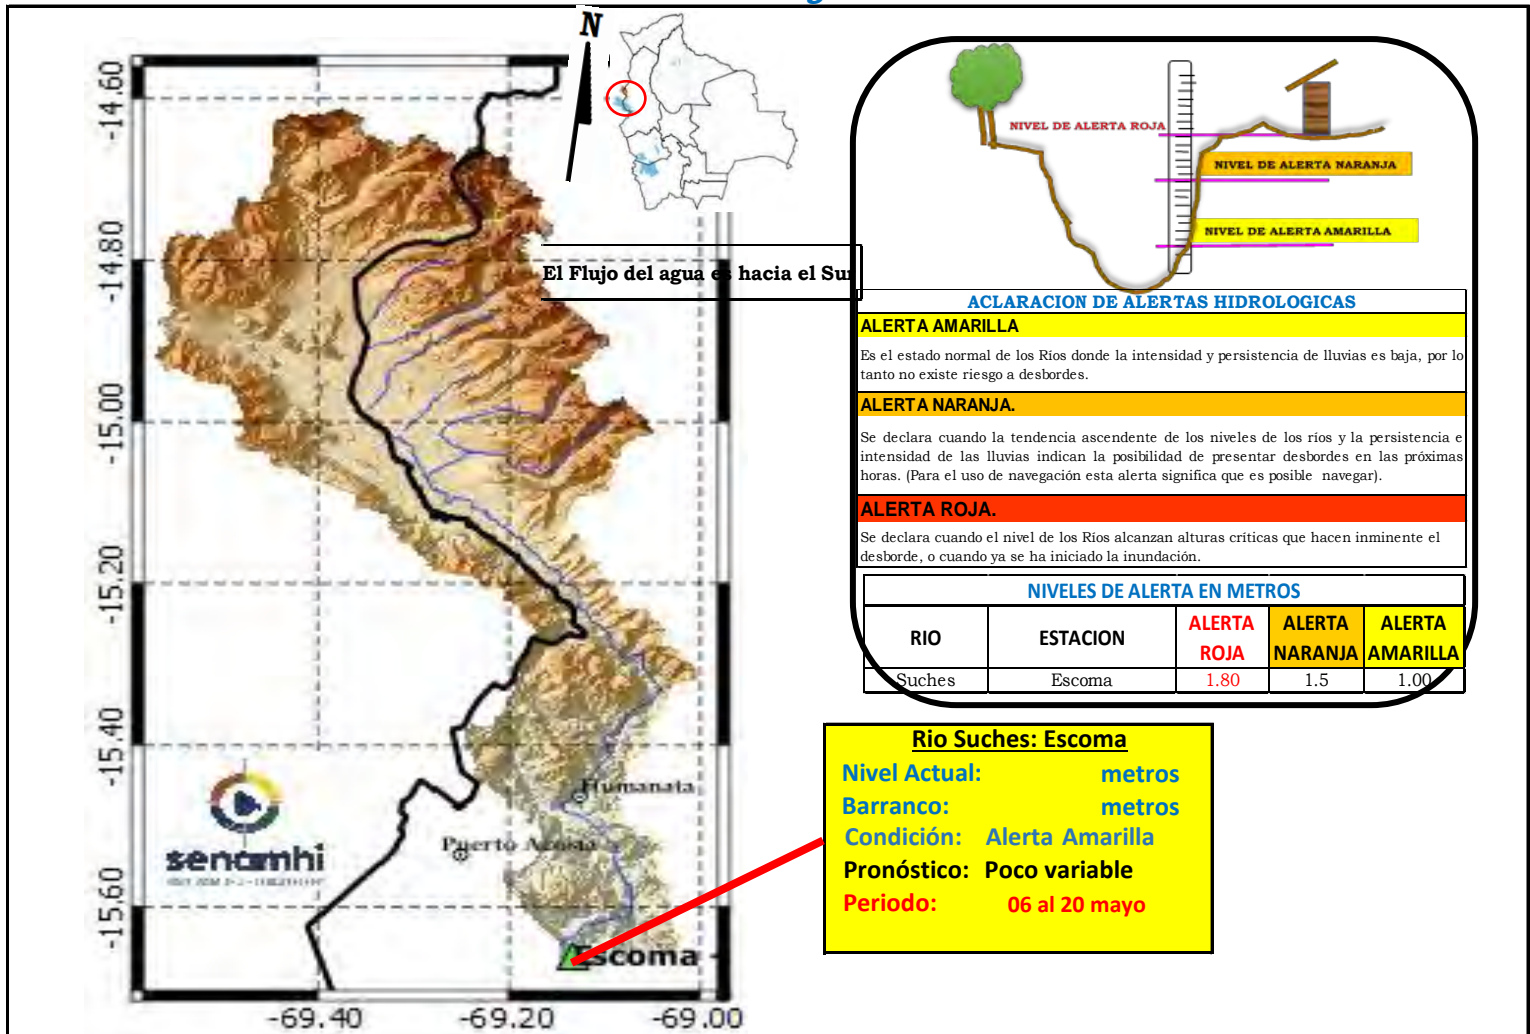 N
-14.60
-14.80
-15.00
-15.20
-15.40
-15.60
-69.40
-69.20
-69.00
El Flujo del agua es hacia el Sur
Humanata
Puerto Acosta
Escoma
senamhi
NIVEL DE ALERTA ROJA
NIVEL DE ALERTA NARANJA
NIVEL DE ALERTA AMARILLA
ACLARACION DE ALERTAS HIDROLOGICAS
ALERTA AMARILLA
Es el estado normal de los Ríos donde la intensidad y persistencia de lluvias es baja, por lo
tanto no existe riesgo a desbordes.
ALERTA NARANJA.
Se declara cuando la tendencia ascendente de los niveles de los ríos y la persistencia e
intensidad de las lluvias indican la posibilidad de presentar desbordes en las próximas
horas. (Para el uso de navegación esta alerta significa que es posible navegar).
ALERTA ROJA.
Se declara cuando el nivel de los Ríos alcanzan alturas críticas que hacen inminente el
desborde, o cuando ya se ha iniciado la inundación.
NIVELES DE ALERTA EN METROS
RIO ESTACION ALERTA ROJA ALERTA NARANJA ALERTA AMARILLA
Suches Escoma 1.80 1.5 1.00
Rio Suches: Escoma
Nivel Actual: metros
Barranco: metros
Condición: Alerta Amarilla
Pronóstico: Poco variable
Periodo: 06 al 20 mayo